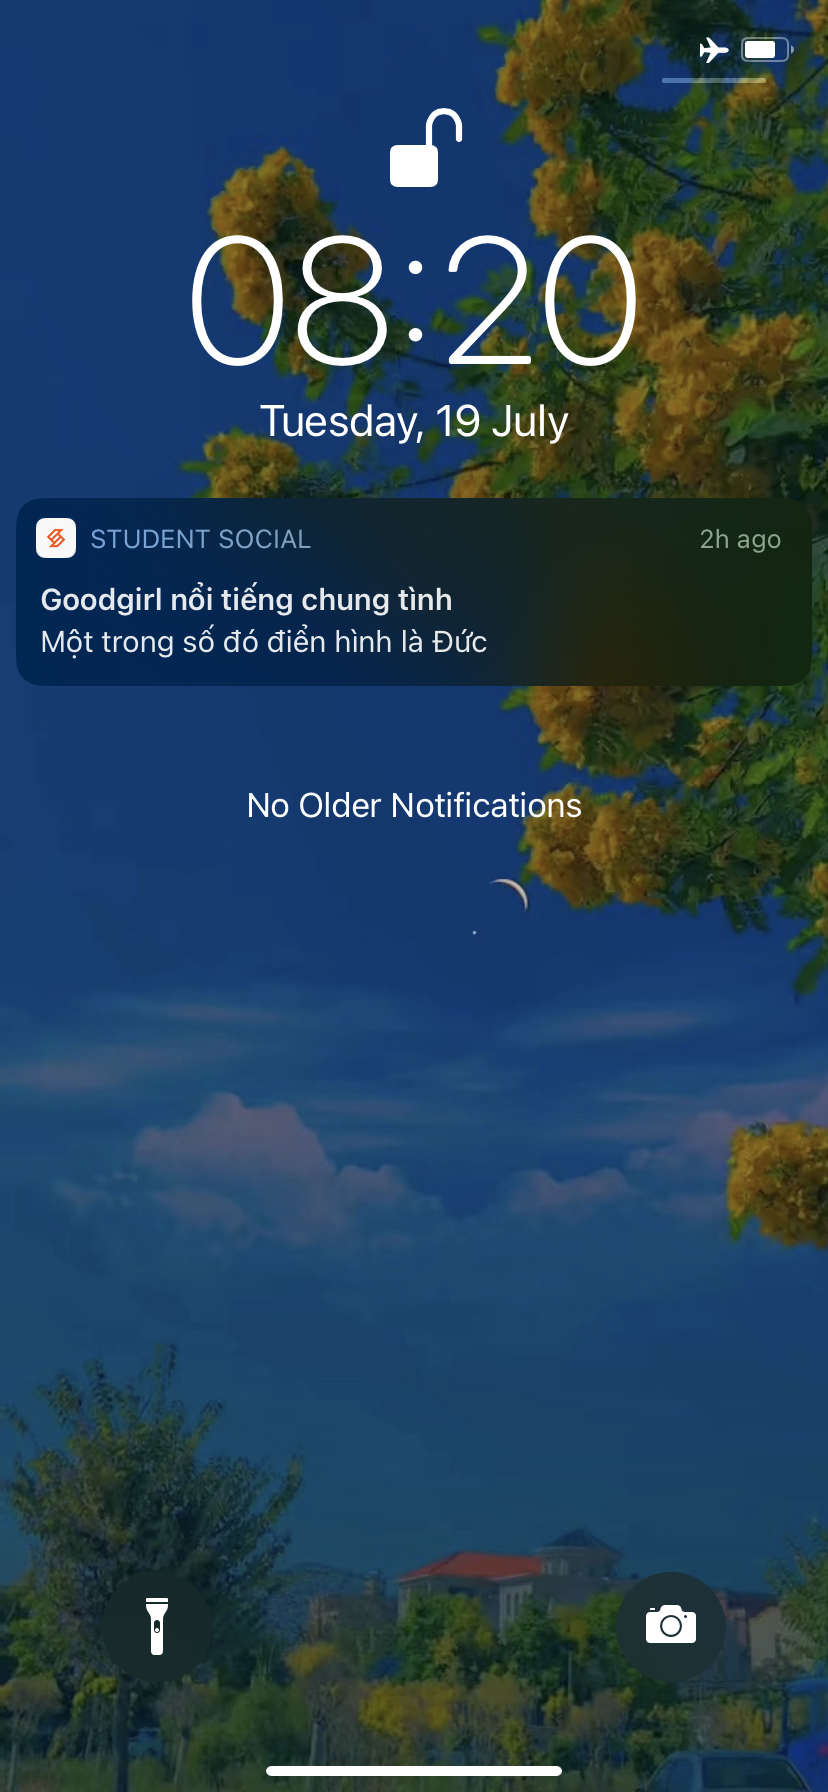 08:20
Tuesday, 19 July
STUDENT SOCIAL
2h ago
Goodgirl nổi tiếng chung tình
Một trong số đó điển hình là Đức
No Older Notifications